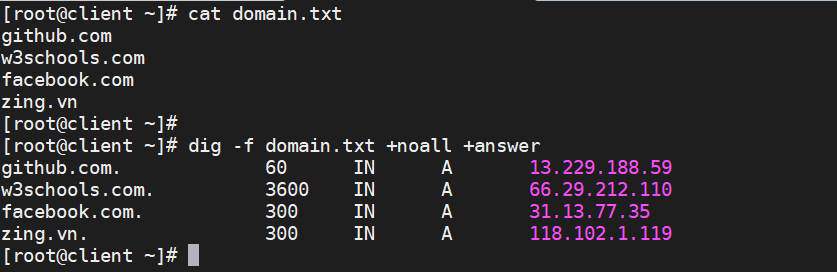 [root@client ~]# cat domain.txt
github.com
w3schools.com
facebook.com
zing.vn
[root@client ~]#
[root@client ~]# dig -f domain.txt +noall +answer
github.com.             60      IN      A       13.229.188.59
w3schools.com.          3600    IN      A       66.29.212.110
facebook.com.           300     IN      A       31.13.77.35
zing.vn.                300     IN      A       118.102.1.119
[root@client ~]#